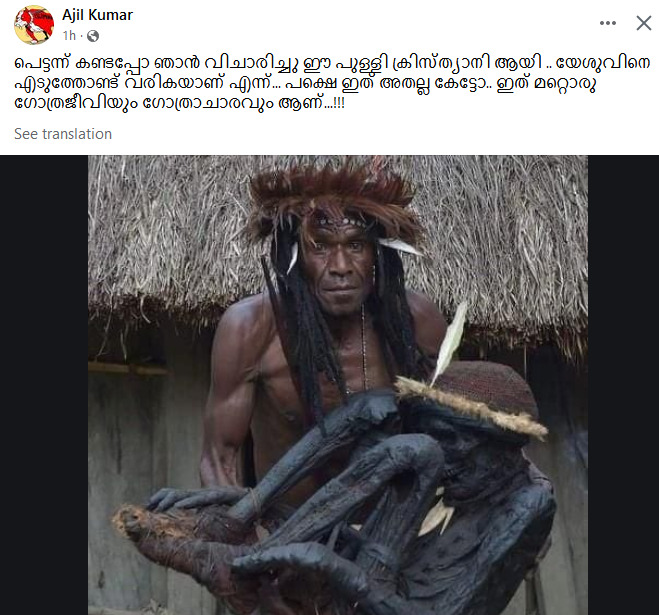 Ajil Kumar
1h ·
പെട്ടന്ന് കണ്ടപ്പോ ഞാൻ വിചാരിച്ചു ഈ പുള്ളി ക്രിസ്ത്യാനി ആയി .. യേശുവിനെ
എടുത്തോണ്ട് വരികയാണ് എന്ന്... പക്ഷെ ഇത് അതല്ല കേട്ടോ.. ഇത് മറ്റൊരു
ഗോത്രജീവിയും ഗോത്രാചാരവും ആണ്...!!!
See translation